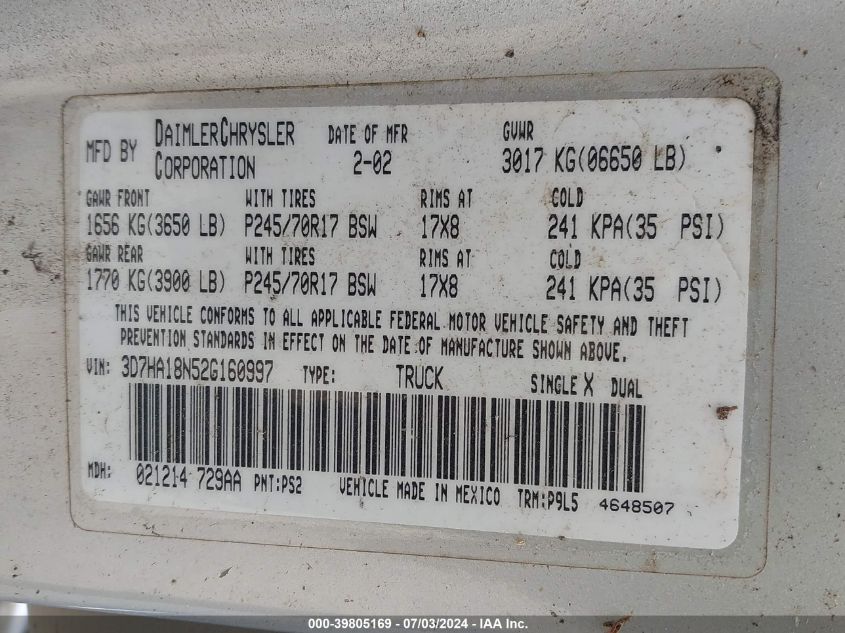 MFD BY DAIMLERCHRYSLER CORPORATION DATE OF MFR 2-02 GVWR 3017 KG(06650 LB)
GAWR FRONT WITH TIRES RIMS AT COLD
1656 KG(3650 LB) P245/70R17 BSW 17X8 241 KPA(35 PSI)
GAWR REAR WITH TIRES RIMS AT COLD
1770 KG(3900 LB) P245/70R17 BSW 17X8 241 KPA(35 PSI)
THIS VEHICLE CONFORMS TO ALL APPLICABLE FEDERAL MOTOR VEHICLE SAFETY AND THEFT
PREVENTION STANDARDS IN EFFECT ON THE DATE OF MANUFACTURE SHOWN ABOVE.
VIN: 3D7HA18N52G160997 TYPE: TRUCK SINGLE X DUAL
MDH: 021214 729AA PNT:PS2 VEHICLE MADE IN MEXICO TRM:P9L5 4648507
000-39805169 - 07/03/2024 - IAA Inc.